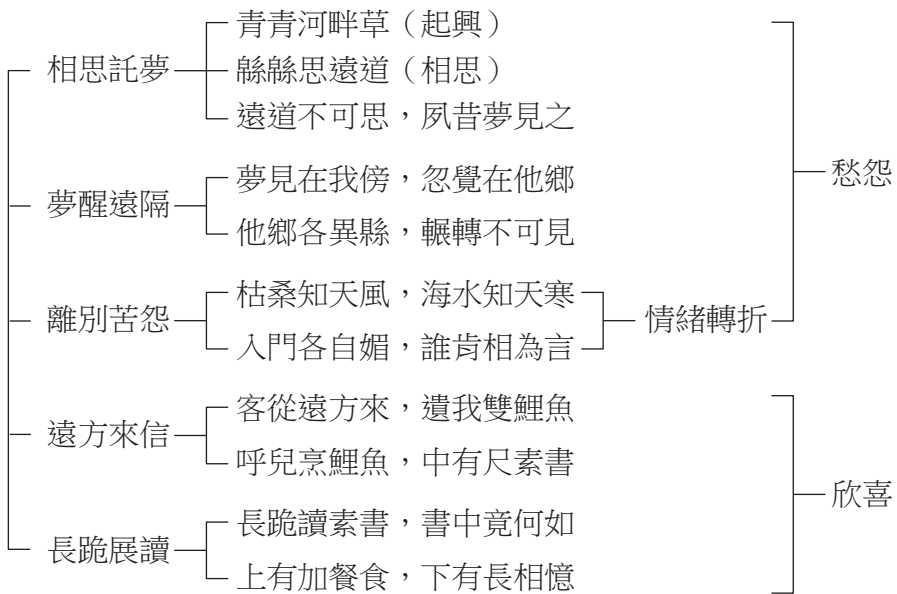 相思託夢
青青河畔草（起興）
緜緜思遠道（相思）
遠道不可思，夙昔夢見之
夢醒遠隔
夢見在我傍，忽覺在他鄉
他鄉各異縣，輾轉不可見
離別苦怨
枯桑知天風，海水知天寒
入門各自媚，誰肯相為言
情緒轉折
愁怨
遠方來信
客從遠方來，遺我雙鯉魚
呼兒烹鯉魚，中有尺素書
長跪展讀
長跪讀素書，書中竟何如
上有加餐食，下有長相憶
欣喜